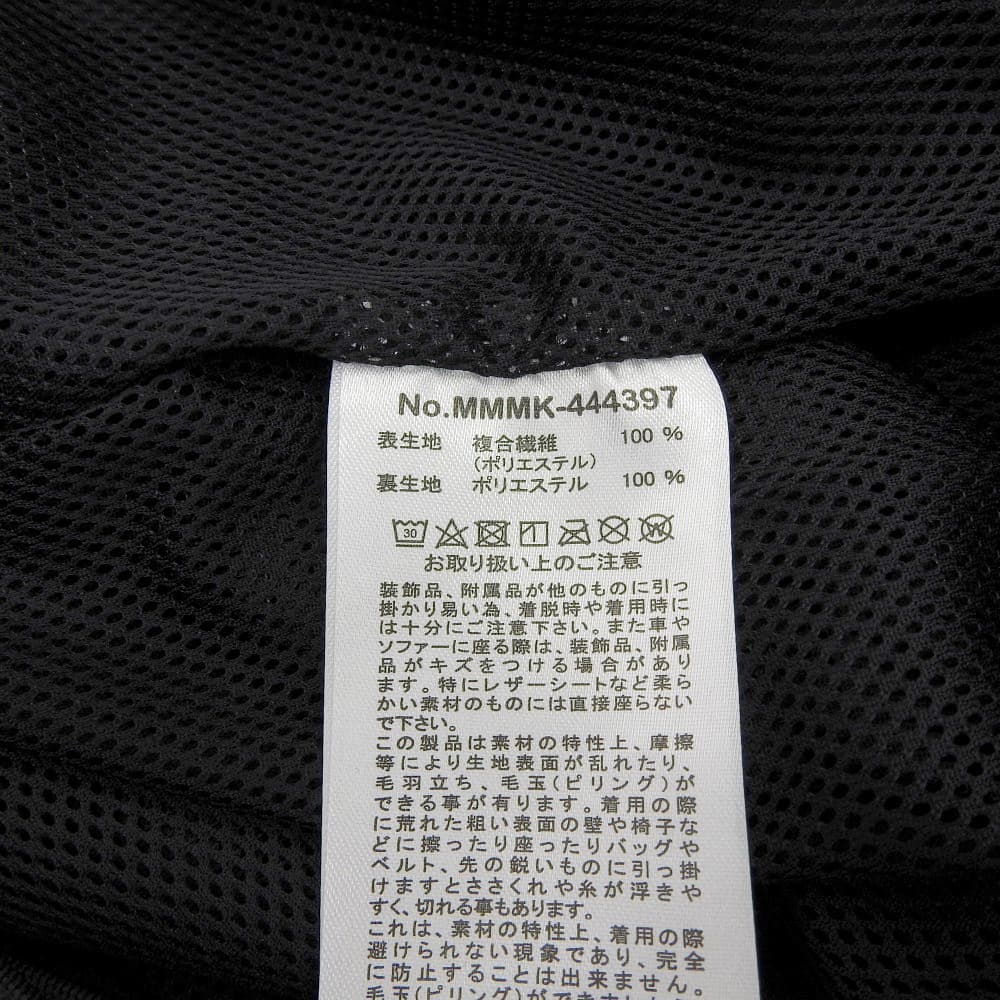 No.MMMK-444397
表生地 複合繊維 100 %
(ポリエステル)
裏生地 ポリエステル 100 %
30
お取り扱い上のご注意
装飾品、附属品が他のものに引っ
掛かり易い為、着脱時や着用時に
は十分にご注意下さい。また車や
ソファーに座る際は、装飾品、附属
品がキズをつける場合があり
ます。特にレザーシートなど柔ら
かい素材のものには直接座らない
で下さい。
この製品は素材の特性上、摩擦
等により生地表面が乱れたり、
毛羽立ち、毛玉(ピリング)が
できる事が有ります。着用の際
に荒れた粗い表面の壁や椅子な
どに擦ったり座ったりバッグや
ベルト、先の鋭いものに引っ掛
けますとささくれや糸が浮きや
すく、切れる事もあります。
これは、素材の特性上、着用の際
避けられない現象であり、完全
に防止することは出来ません。
毛玉(ピリング)ができました